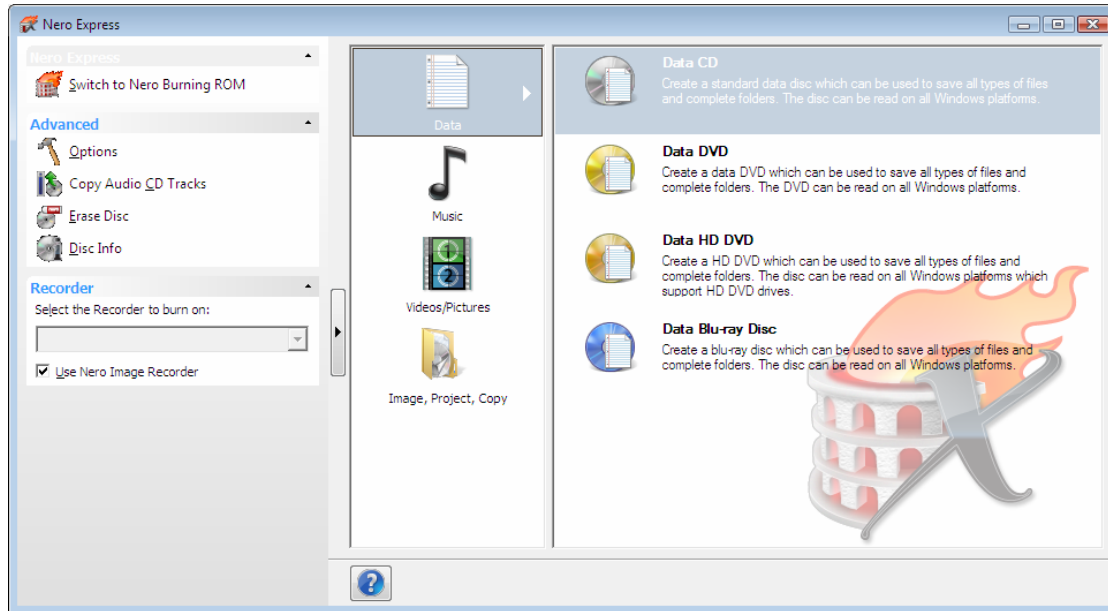 Nero Express
Nero Express
Switch to Nero Burning ROM
Advanced
Options
Copy Audio CD Tracks
Erase Disc
Disc Info
Recorder
Select the Recorder to burn on:
Use Nero Image Recorder
Data
Music
1
2
Videos/Pictures
Image, Project, Copy
Data CD
Create a standard data disc which can be used to save all types of files
and complete folders. The disc can be read on all Windows platforms.
Data DVD
Create a data DVD which can be used to save all types of files and
complete folders. The DVD can be read on all Windows platforms.
Data HD DVD
Create a HD DVD which can be used to save all types of files and
complete folders. The disc can be read on all Windows platforms which
support HD DVD drives.
Data Blu-ray Disc
Create a blu-ray disc which can be used to save all types of files and
complete folders. The disc can be read on all Windows platforms.
?